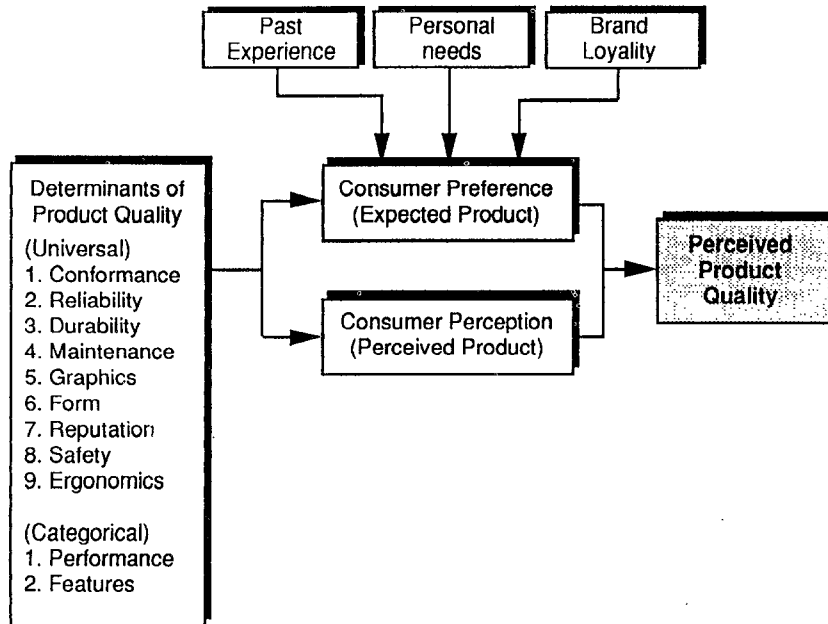 Past
Experience
Personal
needs
Brand
Loyality
Determinants of
Product Quality
(Universal)
1. Conformance
2. Reliability
3. Durability
4. Maintenance
5. Graphics
6. Form
7. Reputation
8. Safety
9. Ergonomics
(Categorical)
1. Performance
2. Features
Consumer Preference
(Expected Product)
Consumer Perception
(Perceived Product)
Perceived
Product
Quality